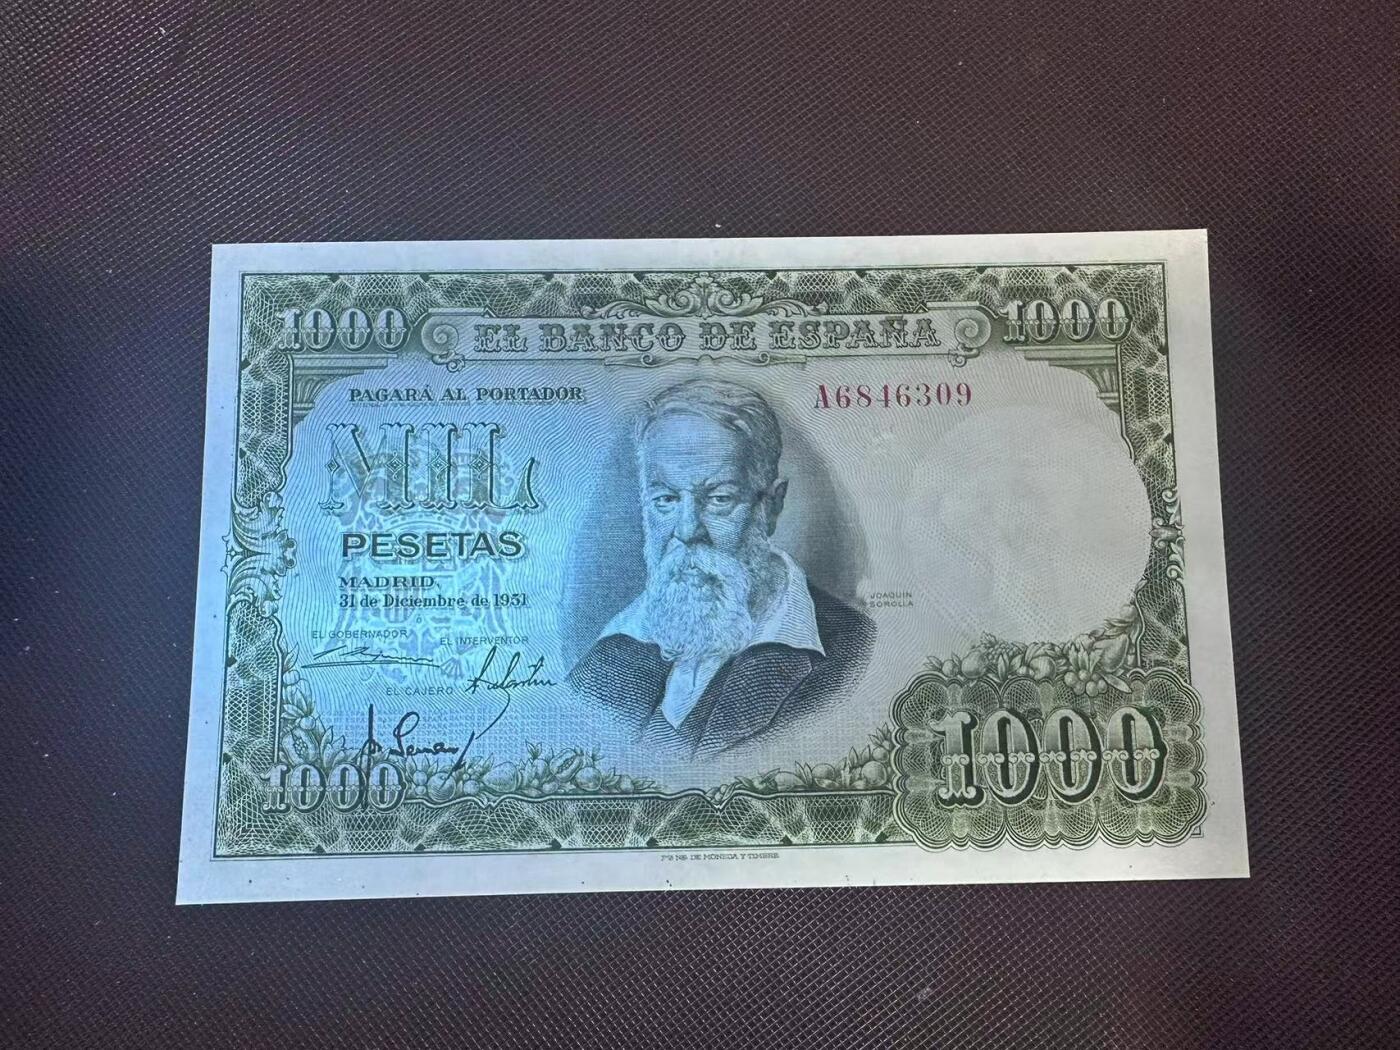 1000 EL BANCO DE ESPAÑA 1000
PAGARÁ AL PORTADOR
A6846309
MIL
PESETAS
MADRID,
31 de Diciembre de 1951
JOAQUIN
SOROLLA
EL GOBERNADOR
EL INTERVENTOR
EL CAJERO
1000
1000